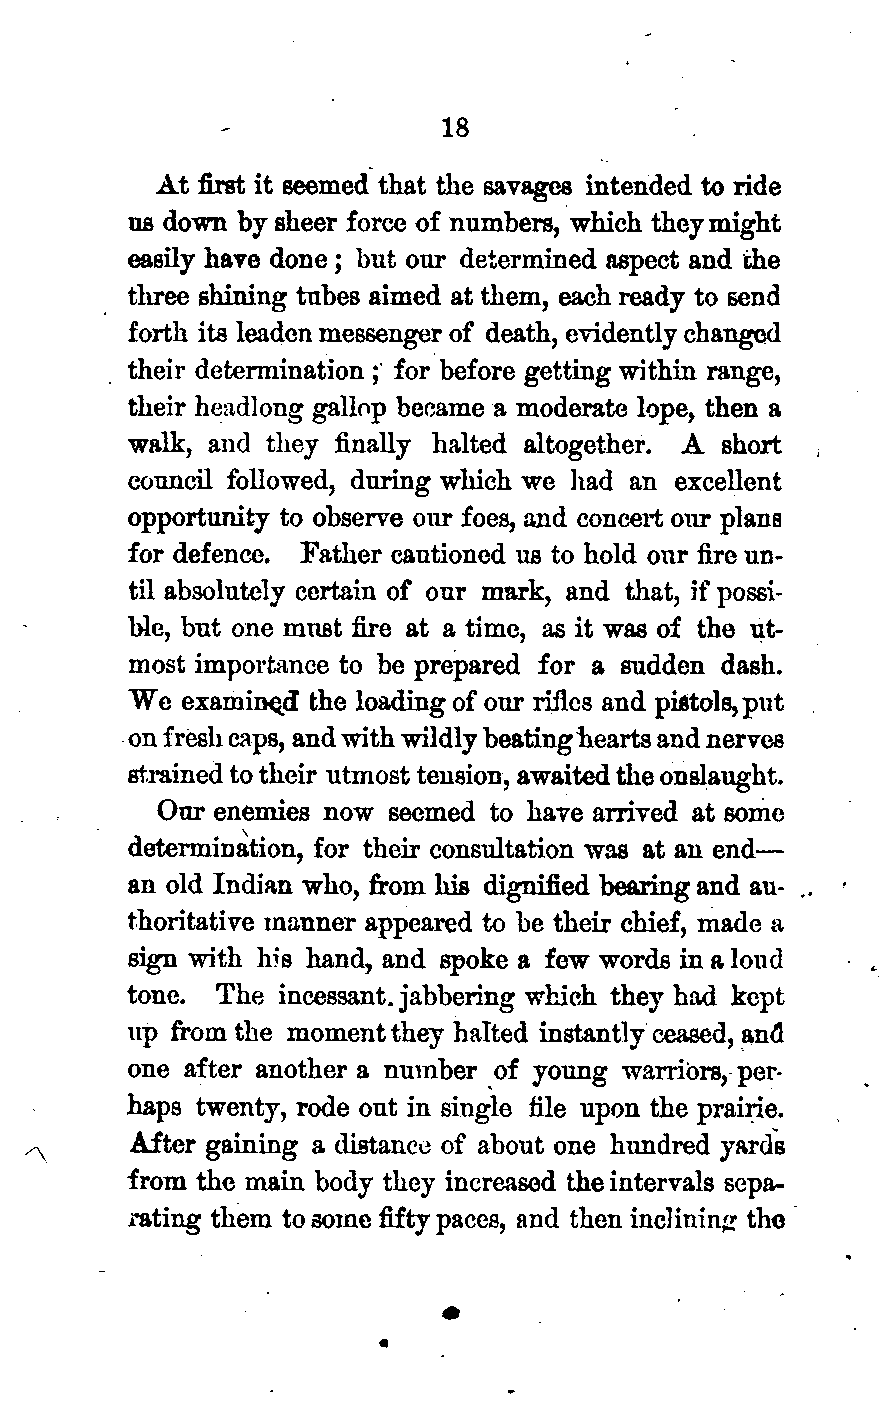 18
At first it seemed that the savages intended to ride
us down by sheer force of numbers, which they might
easily have done ; but our determined aspect and the
three shining tubes aimed at them, each ready to send
forth its leaden messenger of death, evidently changed
their determination ; for before getting within range,
their headlong gallop became a moderate lope, then a
walk, and they finally halted altogether. A short
council followed, during which we had an excellent
opportunity to observe our foes, and concert our plans
for defence. Father cautioned us to hold our fire un-
til absolutely certain of our mark, and that, if possi-
ble, but one must fire at a time, as it was of the ut-
most importance to be prepared for a sudden dash.
We examined the loading of our rifles and pistols, put
on fresh caps, and with wildly beating hearts and nerves
strained to their utmost tension, awaited the onslaught.
Our enemies now seemed to have arrived at some
determination, for their consultation was at an end—
an old Indian who, from his dignified bearing and au-
thoritative manner appeared to be their chief, made a
sign with his hand, and spoke a few words in a loud
tone. The incessant jabbering which they had kept
up from the moment they halted instantly ceased, and
one after another a number of young warriors, per-
haps twenty, rode out in single file upon the prairie.
After gaining a distance of about one hundred yards
from the main body they increased the intervals sepa-
rating them to some fifty paces, and then inclining the